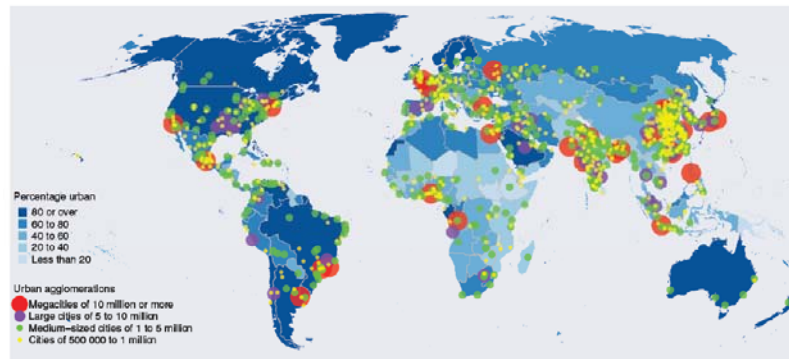 Percentage urban
80 or over
60 to 80
40 to 60
20 to 40
Less than 20
Urban agglomerations
Megacities of 10 million or more
Large cities of 5 to 10 million
Medium-sized cities of 1 to 5 million
Cities of 500 000 to 1 million